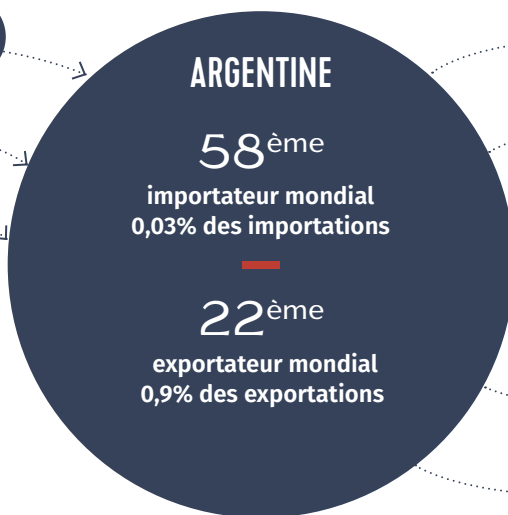 ARGENTINE
58ème
importateur mondial
0,03% des importations
22ème
exportateur mondial
0,9% des exportations